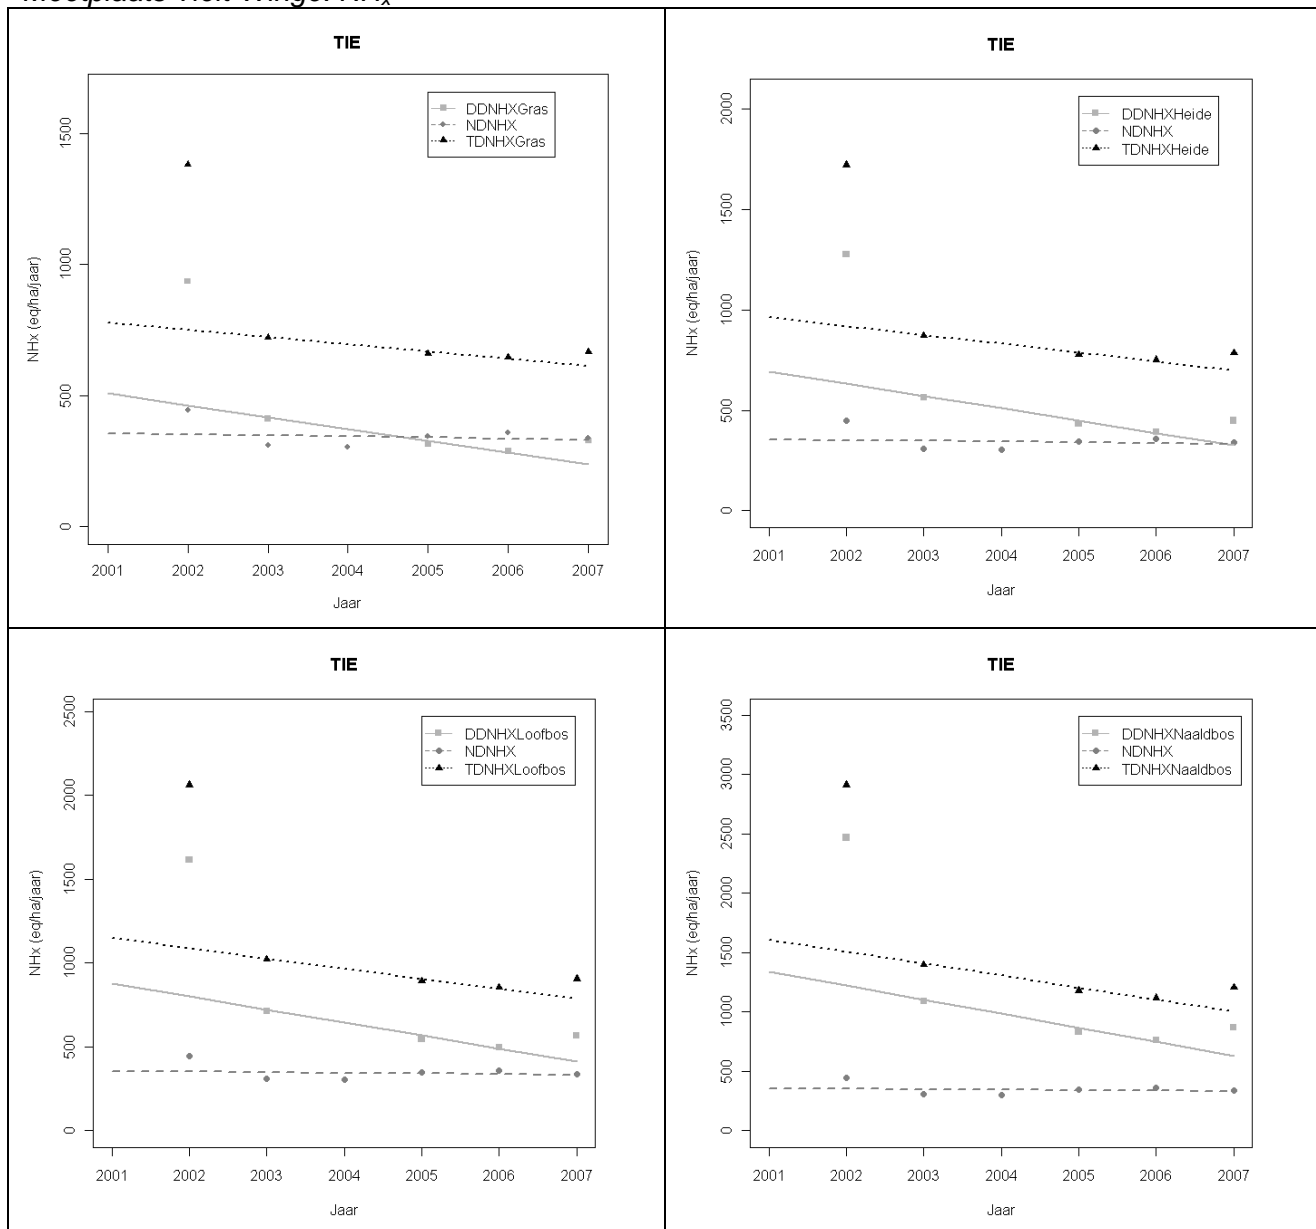 TIE
DDNHXGras
NDNHX
TDNHXGras
NHx (eq/ha/jaar)
0 500 1000 1500
2001 2002 2003 2004 2005 2006 2007
Jaar
TIE
DDNHXHeide
NDNHX
TDNHXHeide
NHx (eq/ha/jaar)
0 500 1000 1500 2000
2001 2002 2003 2004 2005 2006 2007
Jaar
TIE
DDNHXLoofbos
NDNHX
TDNHXLoofbos
NHx (eq/ha/jaar)
0 500 1000 1500 2000 2500
2001 2002 2003 2004 2005 2006 2007
Jaar
TIE
DDNHXNaaldbos
NDNHX
TDNHXNaaldbos
NHx (eq/ha/jaar)
0 500 1000 1500 2000 2500 3000 3500
2001 2002 2003 2004 2005 2006 2007
Jaar